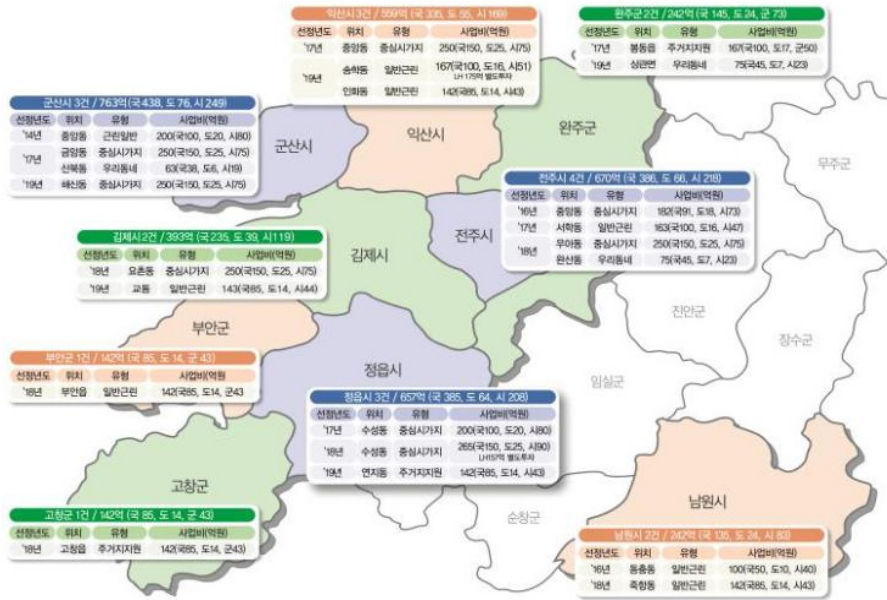 익산시 3건 / 559억 (국 335, 도 55, 시 169)
선정년도 위치 유형 사업비(억원)
'17년 중앙동 중심시가지 250(국150, 도25, 시75)
'19년 송학동 일반근린 167(국100, 도16, 시51)
LH 175억 별도투자
인화동 일반근린 142(국85, 도14, 시43)
완주군 2건 / 242억 (국 145, 도 24, 군 73)
선정년도 위치 유형 사업비(억원)
'17년 봉동읍 주거지지원 167(국100, 도17, 군50)
'19년 상관면 우리동네 75(국45, 도7, 시23)
군산시 3건 / 763억(국 438, 도 76, 시 249)
선정년도 위치 유형 사업비(억원)
'14년 중앙동 근린일반 200(국100, 도20, 시80)
'17년 금암동 중심시가지 250(국150, 도25, 시75)
산북동 우리동네 63(국38, 도6, 시19)
'19년 배신동 중심시가지 250(국150, 도25, 시75)
군산시
익산시
완주군
무주군
전주시 4건 / 670억 (국 386, 도 66, 시 218)
선정년도 위치 유형 사업비(억원)
'16년 중앙동 중심시가지 182(국91, 도18, 시73)
'17년 서학동 일반근린 163(국100, 도16, 시47)
'18년 우아동 중심시가지 250(국150, 도25, 시75)
완산동 우리동네 75(국45, 도7, 시23)
김제시 2건 / 393억 (국 235, 도 39, 시119)
선정년도 위치 유형 사업비(억원)
'18년 요촌동 중심시가지 250(국150, 도25, 시75)
'19년 교동 일반근린 143(국85, 도14, 시44)
김제시
전주시
부안군
진안군
장수군
부안군 1건 / 142억 (국 85, 도 14, 군 43)
선정년도 위치 유형 사업비(억원)
'18년 부안읍 일반근린 142(국85, 도14, 군43
정읍시
임실군
정읍시 3건 / 657억 (국 385, 도 64, 시 208)
선정년도 위치 유형 사업비(억원)
'17년 수성동 중심시가지 200(국100, 도20, 시80)
'18년 수성동 중심시가지 265(국150, 도25, 시90)
LH157억 별도투자
'19년 연지동 주거지지원 142(국85, 도14, 시43)
고창군
순창군
남원시
고창군 1건 / 142억 (국 85, 도 14, 군 43)
선정년도 위치 유형 사업비(억원)
'18년 고창읍 주거지지원 142(국85, 도14, 군43)
남원시 2건 / 242억 (국 135, 도 24, 시 83)
선정년도 위치 유형 사업비(억원)
'16년 동충동 일반근린 100(국50, 도10, 시40)
'18년 죽항동 일반근린 142(국85, 도14, 시43)